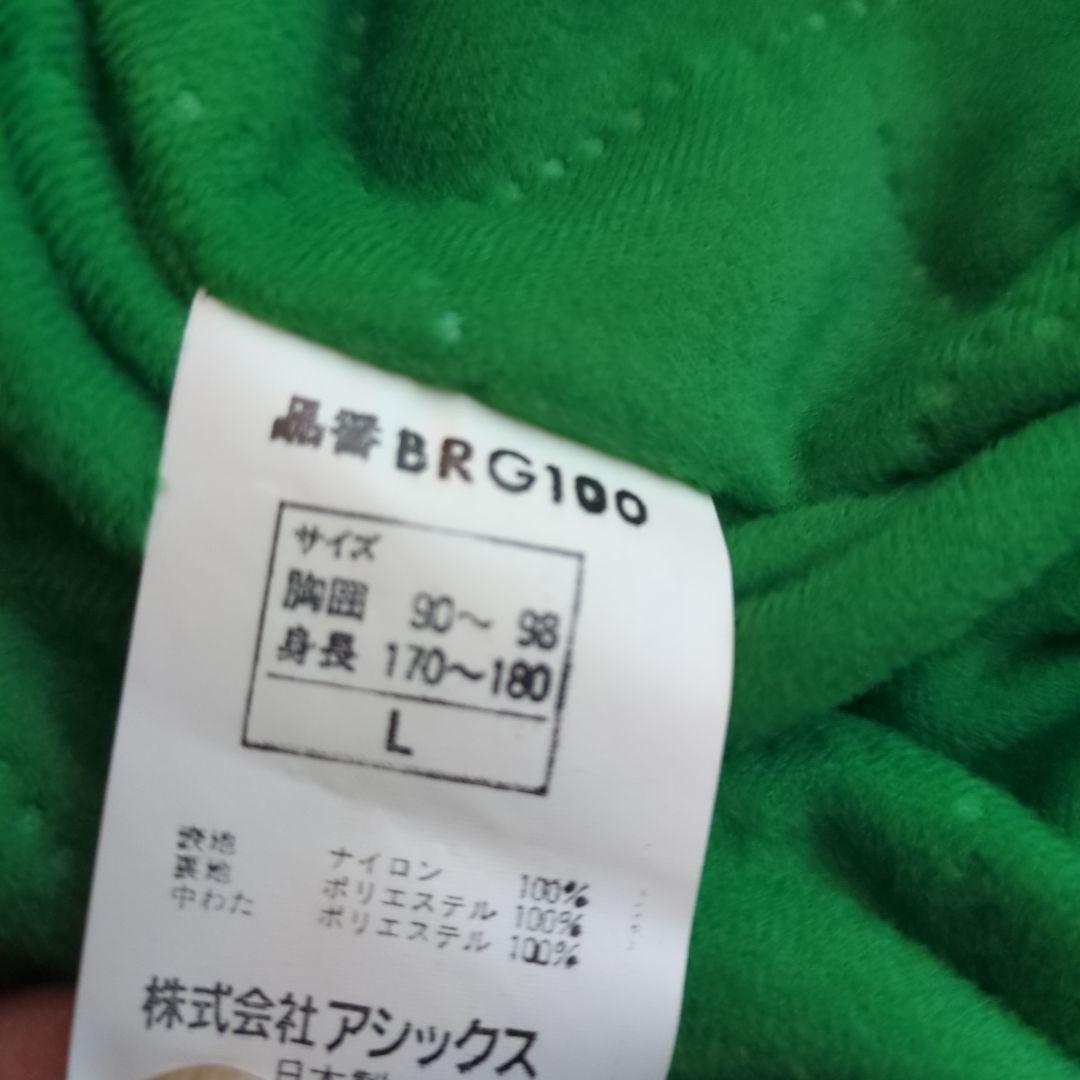 品番 BRG100
サイズ
胸囲 90～ 98
身長 170～180
L
表地 ナイロン 100%
裏地 ポリエステル 100%
中わた ポリエステル 100%
株式会社アシックス
日本製